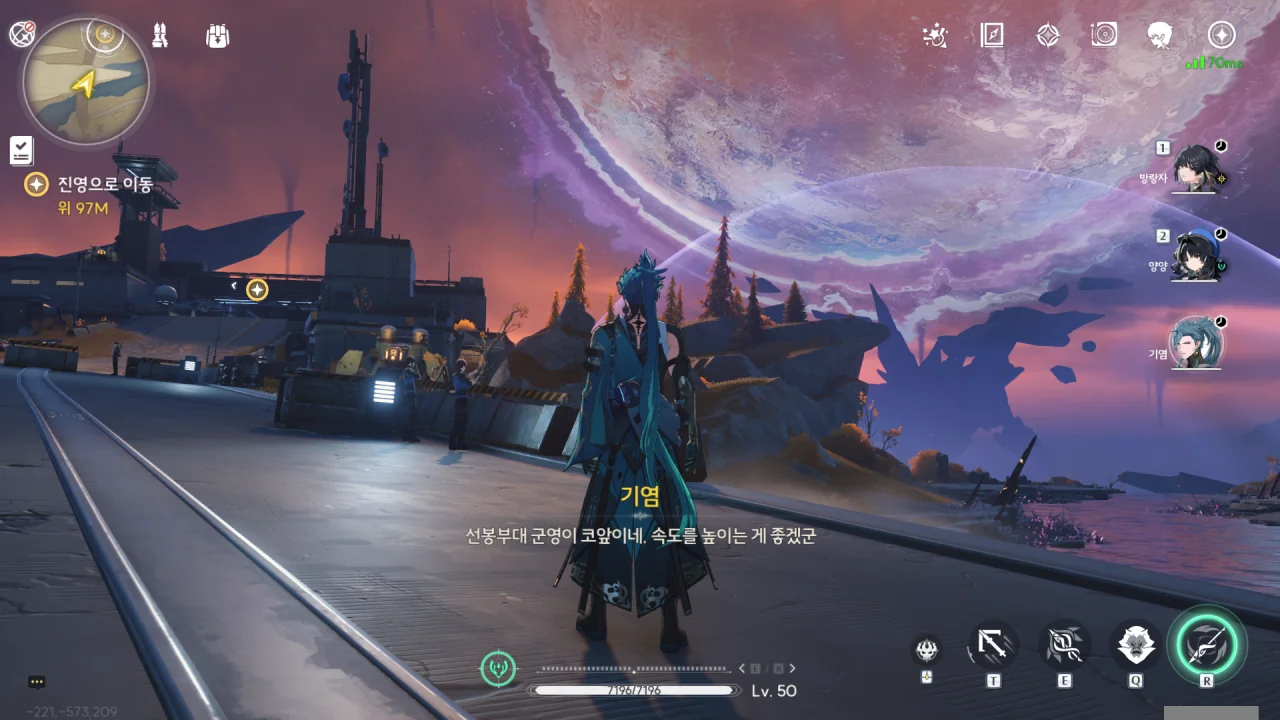 70ms
진영으로 이동
위 97M
1
방랑자
2
양양
기염
기염
선봉부대 군영이 코앞이네. 속도를 높이는 게 좋겠군
T
E
Q
R
7196/7196
Lv. 50
-221,-573,209